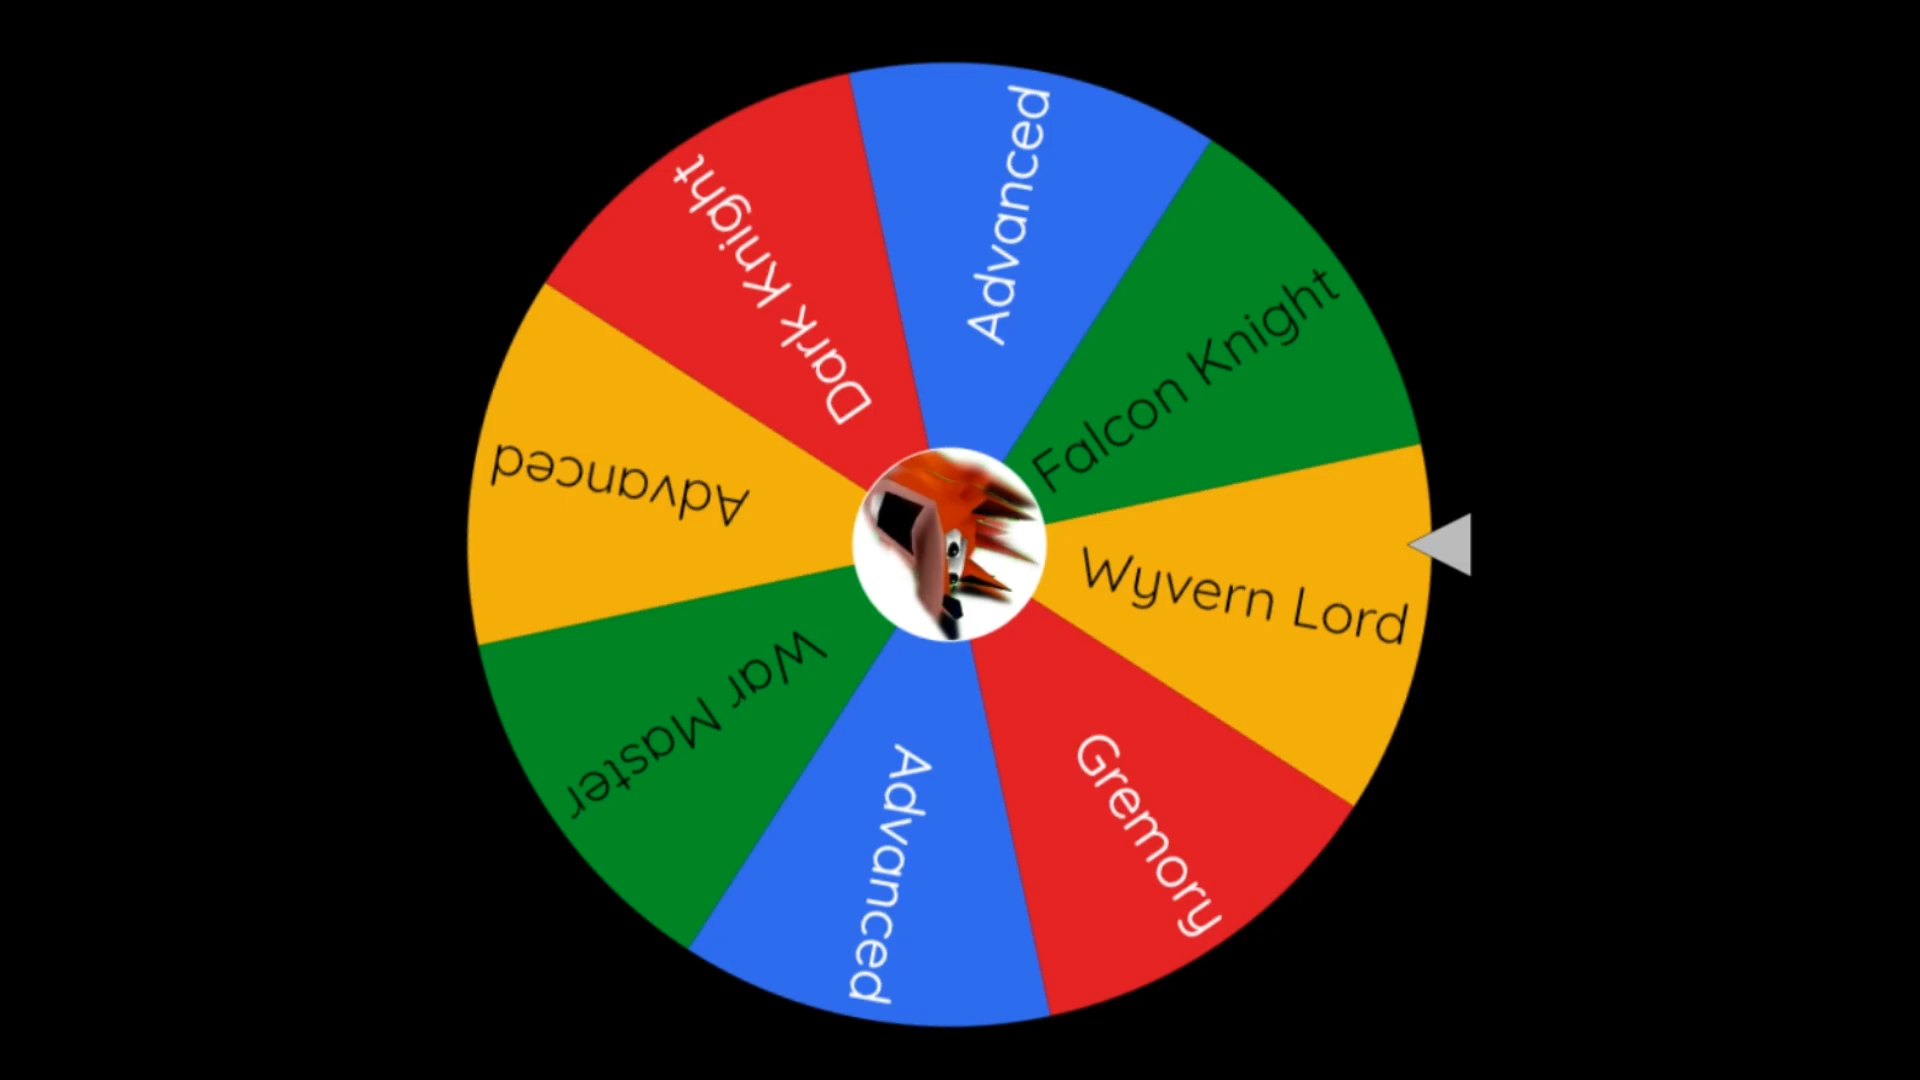 Advanced
Falcon Knight
Wyvern Lord
Gremory
Advanced
War Master
Advanced
Dark Knight